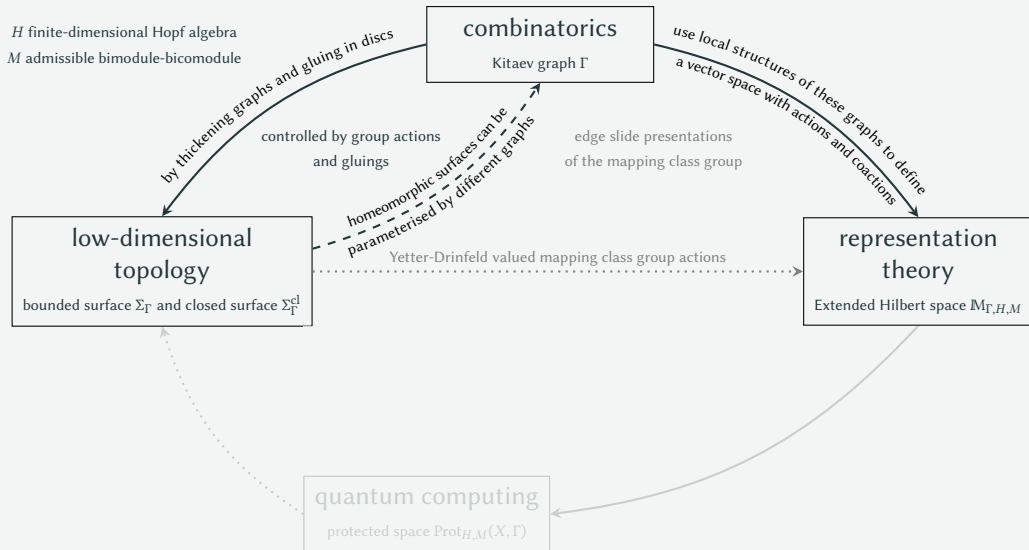 H finite-dimensional Hopf algebra
M admissible bimodule-bicomodule
combinatorics
Kitaev graph Γ
by thickening graphs and gluing in discs
use local structures of these graphs to define
a vector space with actions and coactions
controlled by group actions
and gluings
homeomorphic surfaces can be
parameterised by different graphs
edge slide presentations
of the mapping class group
low-dimensional
topology
bounded surface Σ_Γ and closed surface Σ_Γ^cl
Yetter-Drinfeld valued mapping class group actions
representation
theory
Extended Hilbert space 𝕄_Γ,H,M
quantum computing
protected space Prot_H,M(X, Γ)